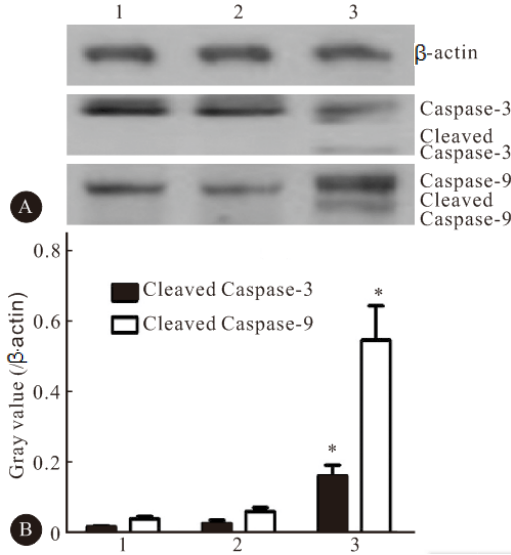 1 2 3
β-actin
Caspase-3
Cleaved
Caspase-3
Caspase-9
Cleaved
Caspase-9
A
0.8
Cleaved Caspase-3
*
Cleaved Caspase-9
0.6
Gray value (/β-actin)
0.4
*
0.2
B
0
1 2 3